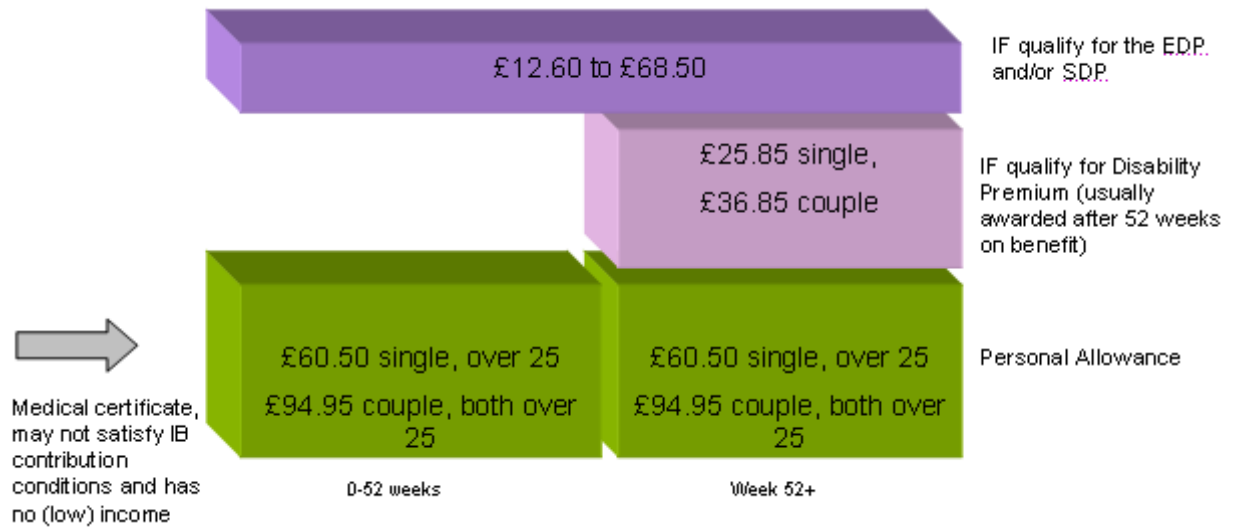 £12.60 to £68.50
IF qualify for the EDP
and/or SDP
£25.85 single,
£36.85 couple
IF qualify for Disability
Premium (usually
awarded after 52 weeks
on benefit)
£60.50 single, over 25
£94.95 couple, both over
25
£60.50 single, over 25
£94.95 couple, both over
25
Personal Allowance
Medical certificate,
may not satisfy IB
contribution
conditions and has
no (low) income
0-52 weeks
Week 52+